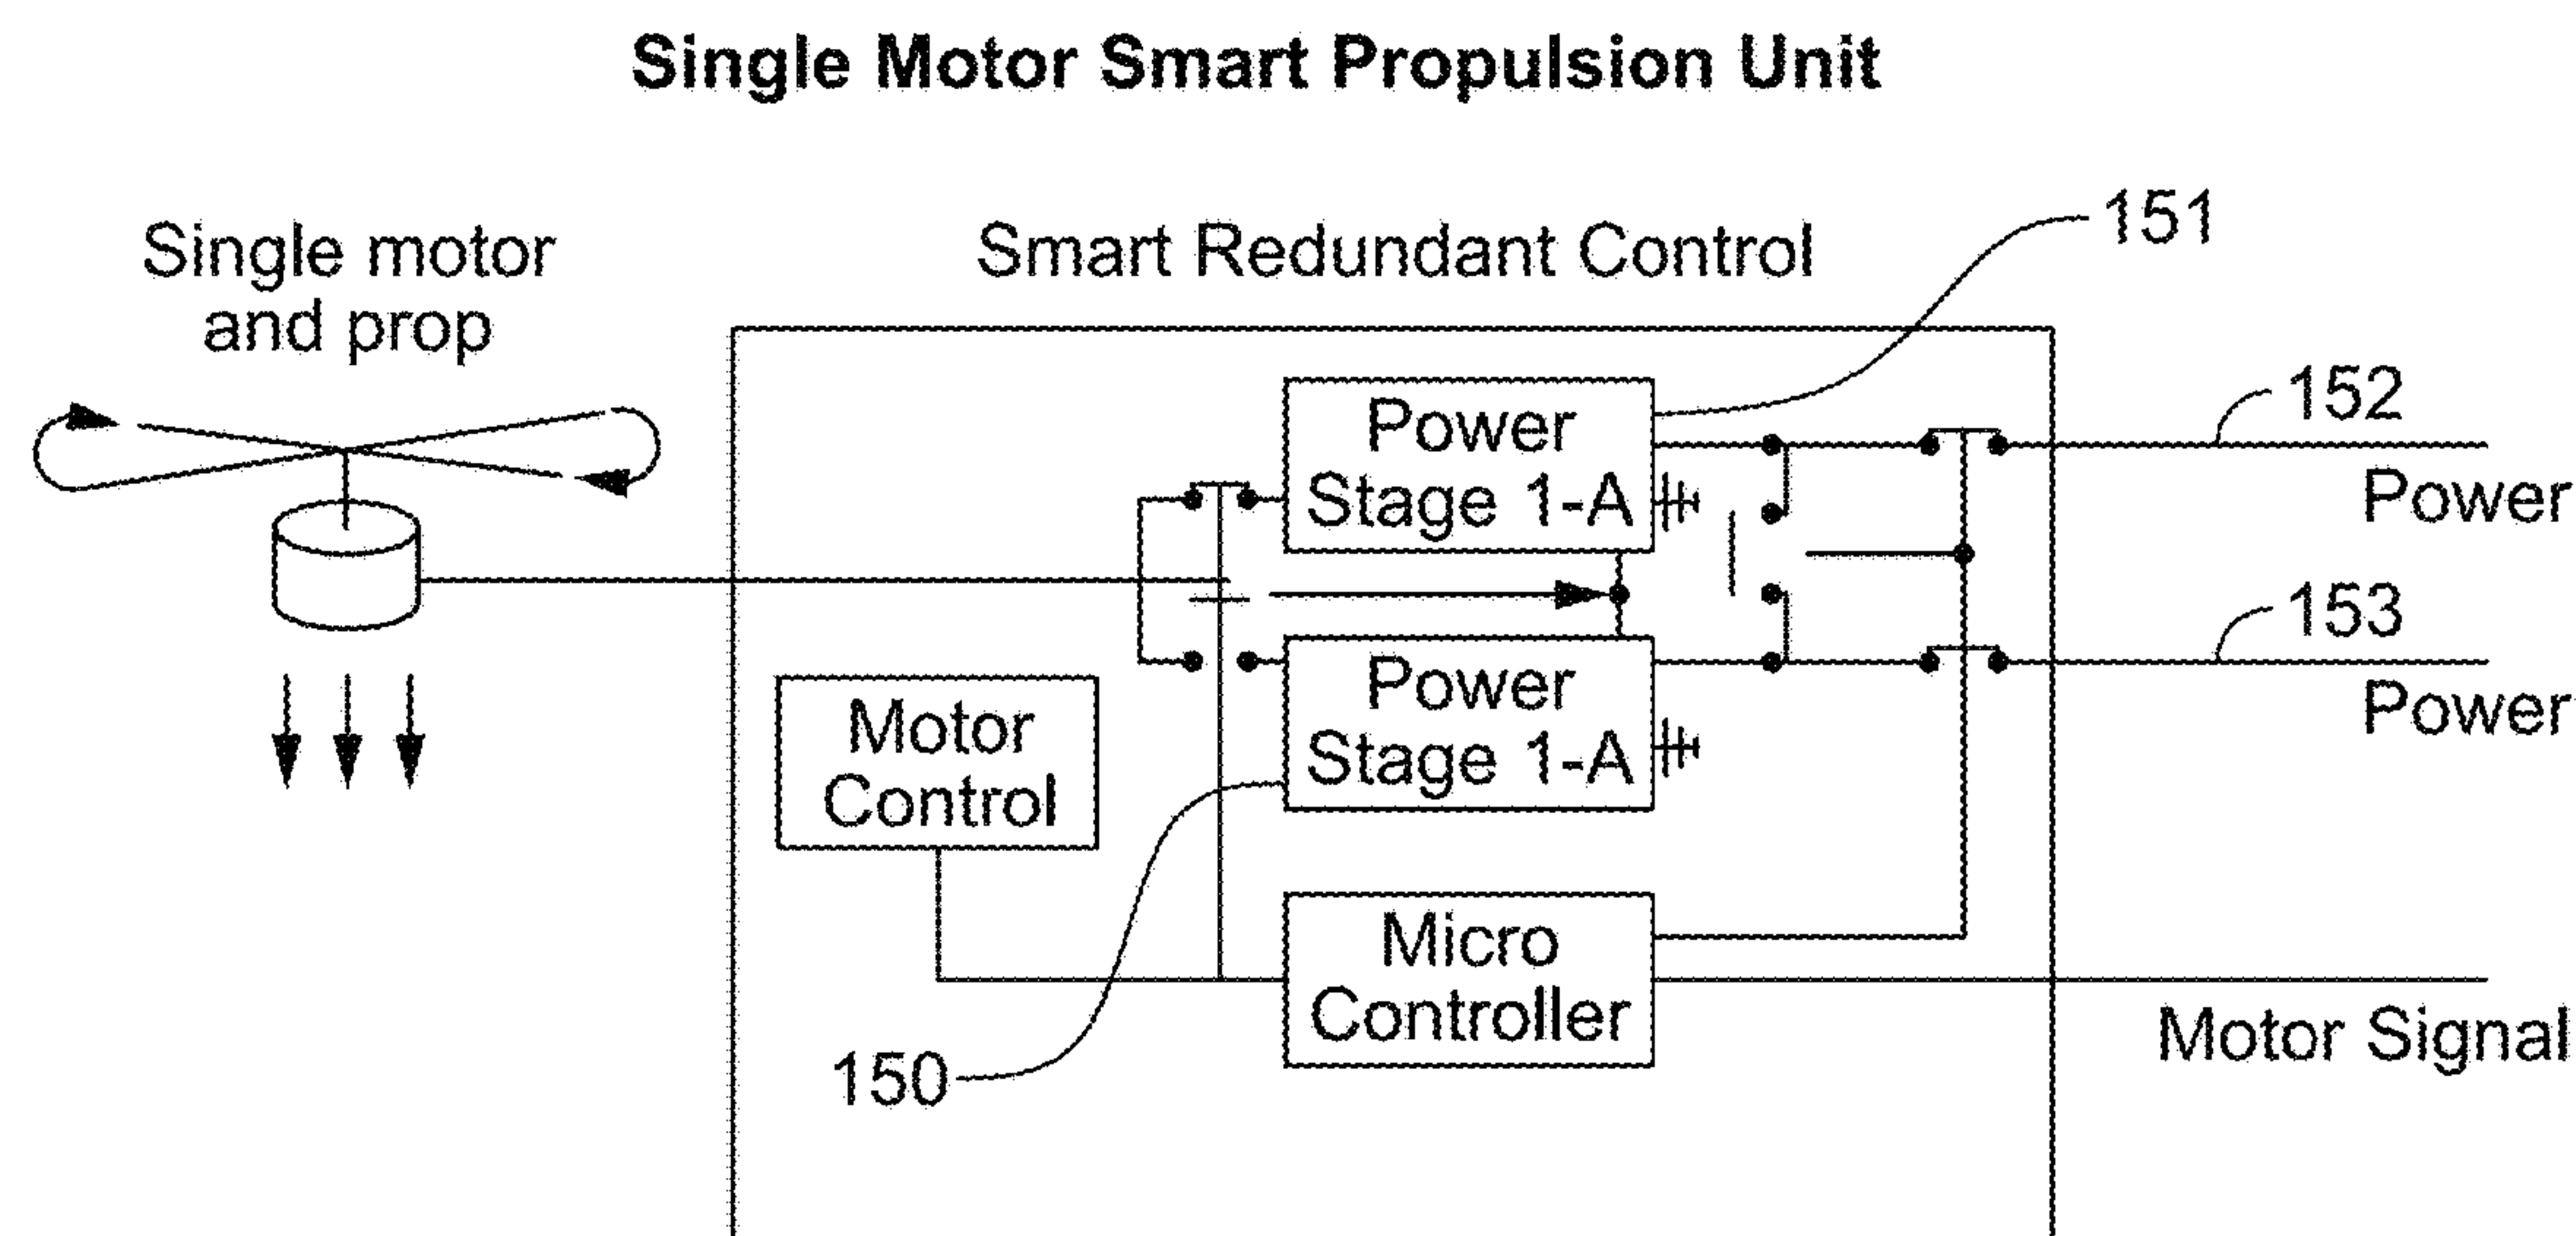 Single Motor Smart Propulsion Unit
Single motor
and prop
Smart Redundant Control
151
Power
Stage 1-A
152
Power
153
Power
Power
Stage 1-A
Motor
Control
150
Micro
Controller
Motor Signal